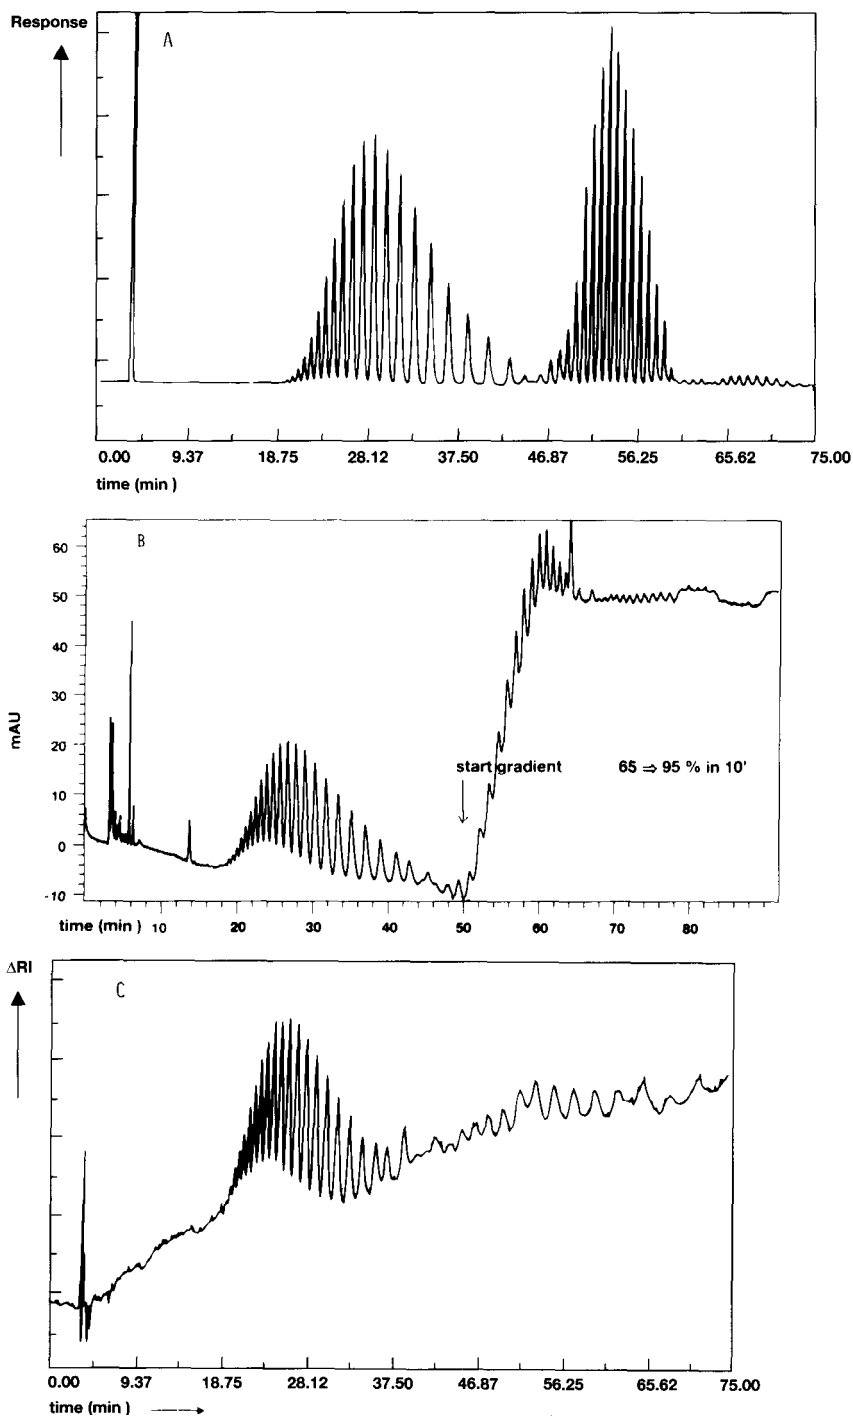 Response
A
0.00 9.37 18.75 28.12 37.50 46.87 56.25 65.62 75.00
time (min )
B
60
50
40
30
20
10
0
-10
mAU
start gradient 65 ⇒ 95 % in 10'
time (min ) 10 20 30 40 50 60 70 80
ΔRI
C
0.00 9.37 18.75 28.12 37.50 46.87 56.25 65.62 75.00
time (min )